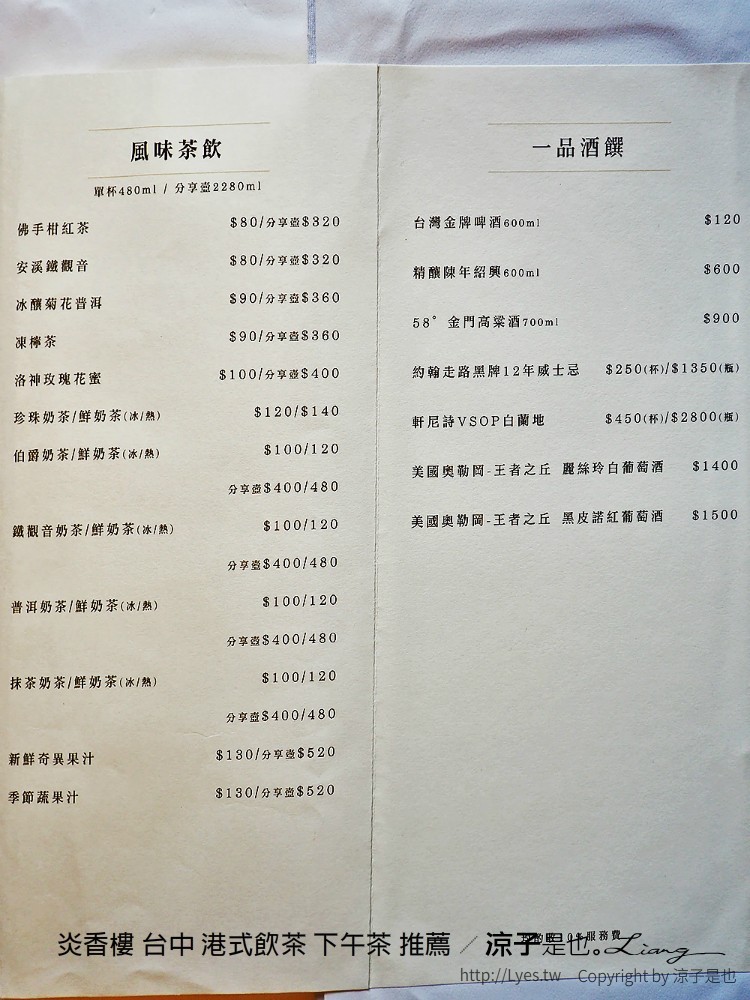 風味茶飲
單杯480ml / 分享壺2280ml
佛手柑紅茶 $80/分享壺$320
安溪鐵觀音 $80/分享壺$320
冰釀菊花普洱 $90/分享壺$360
凍檸茶 $90/分享壺$360
洛神玫瑰花蜜 $100/分享壺$400
珍珠奶茶/鮮奶茶(冰/熱) $120/$140
伯爵奶茶/鮮奶茶(冰/熱) $100/120
分享壺$400/480
鐵觀音奶茶/鮮奶茶(冰/熱) $100/120
分享壺$400/480
普洱奶茶/鮮奶茶(冰/熱) $100/120
分享壺$400/480
抹茶奶茶/鮮奶茶(冰/熱) $100/120
分享壺$400/480
新鮮奇異果汁 $130/分享壺$520
季節蔬果汁 $130/分享壺$520
一品酒饌
台灣金牌啤酒600ml $120
精釀陳年紹興600ml $600
58°金門高粱酒700ml $900
約翰走路黑牌12年威士忌 $250(杯)/$1350(瓶)
軒尼詩VSOP白蘭地 $450(杯)/$2800(瓶)
美國奧勒岡-王者之丘 麗絲玲白葡萄酒 $1400
美國奧勒岡-王者之丘 黑皮諾紅葡萄酒 $1500
服務費
炎香樓 台中 港式飲茶 下午茶 推薦 / 涼子是也。Liang
http://Lyes.tw Copyright by 涼子是也